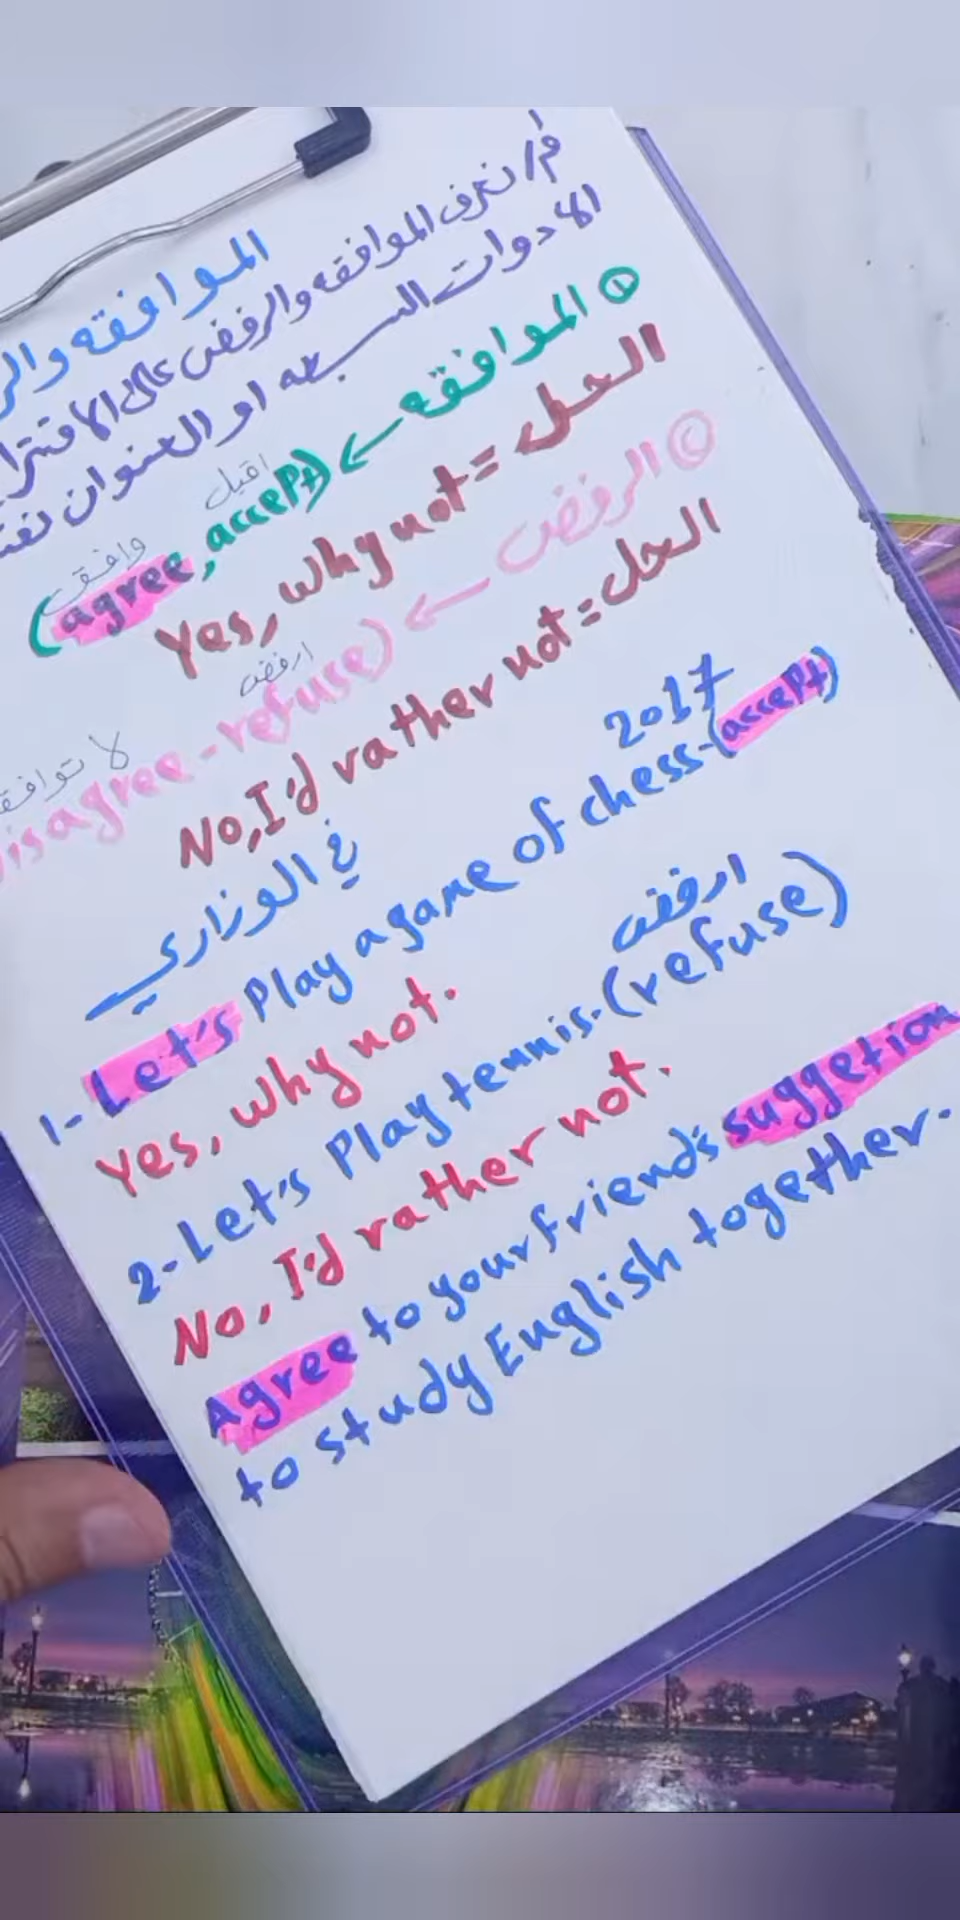 الموافقه والر
م/ نعرف الموافقه والرفض على الاقترا
الادوات السبعه او العنوان نفت
① الموافقه ← (agree, accept)
وافق اقبل
Yes, why not = الحل
② الرفض ← isagree - refuse)
لا توافق ارفض
No, I'd rather not = الحل
في الوزاري
2017
1- Let's Play a game of chess. (accept)
Yes, why not.
ارفض
2- Let's Play tennis. (refuse)
No, I'd rather not.
Agree to your friend's suggetion
to study English together.